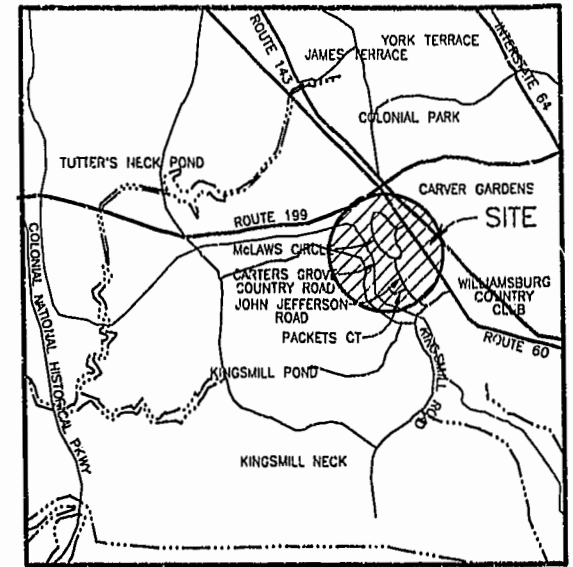 YORK TERRACE
JAMES TERRACE
ROUTE 143
INTERSTATE 64
COLONIAL PARK
TUTTER'S NECK POND
CARVER GARDENS
ROUTE 199
SITE
COLONIAL NATIONAL HISTORICAL PKWY
McLAWS CIRCLE
CARTERS GROVE
COUNTRY ROAD
JOHN JEFFERSON
ROAD
WILLIAMSBURG
COUNTRY
CLUB
PACKETS CT
ROUTE 60
KINGSMILL ROAD
KINGSMILL POND
KINGSMILL NECK